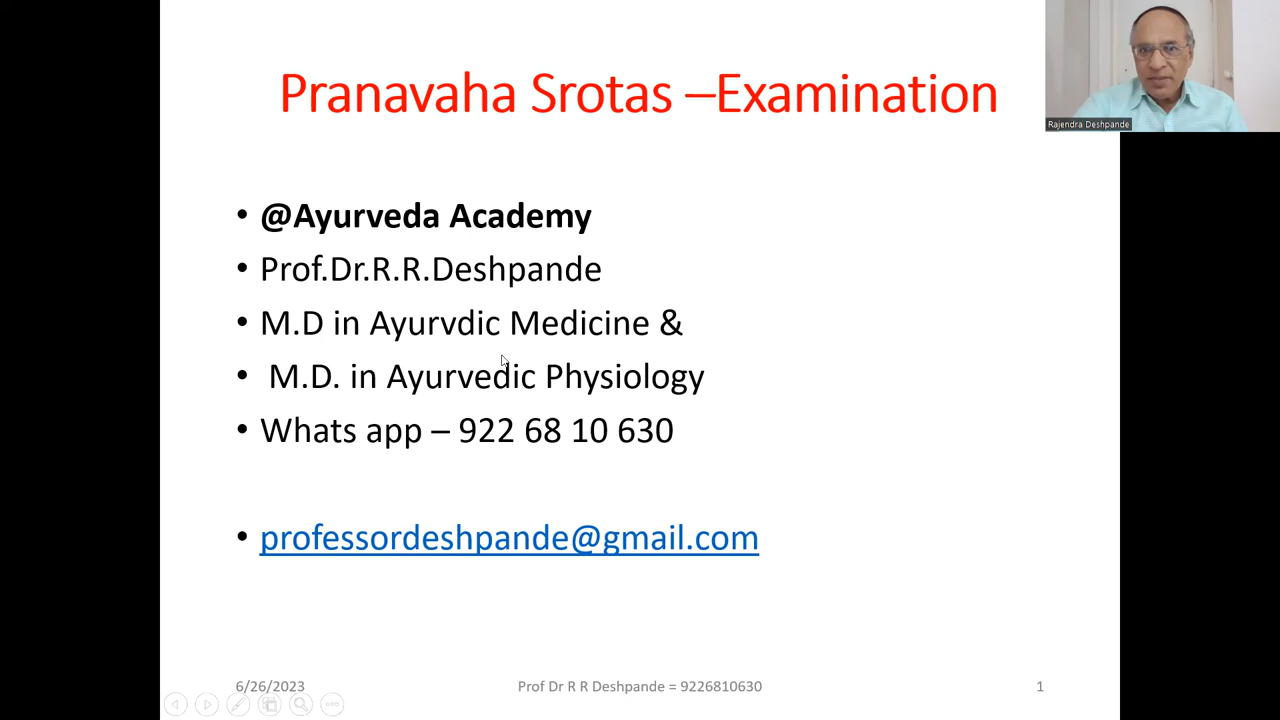 Pranavaha Srotas –Examination
Rajendra Deshpande
• @Ayurveda Academy
• Prof.Dr.R.R.Deshpande
• M.D in Ayurvdic Medicine &
• M.D. in Ayurvedic Physiology
• Whats app – 922 68 10 630
• professordeshpande@gmail.com
6/26/2023 Prof Dr R R Deshpande = 9226810630 1